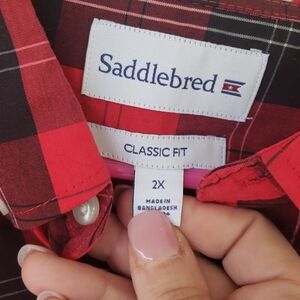 Saddlebred
CLASSIC FIT
2X
MADE IN
BANGLADESH